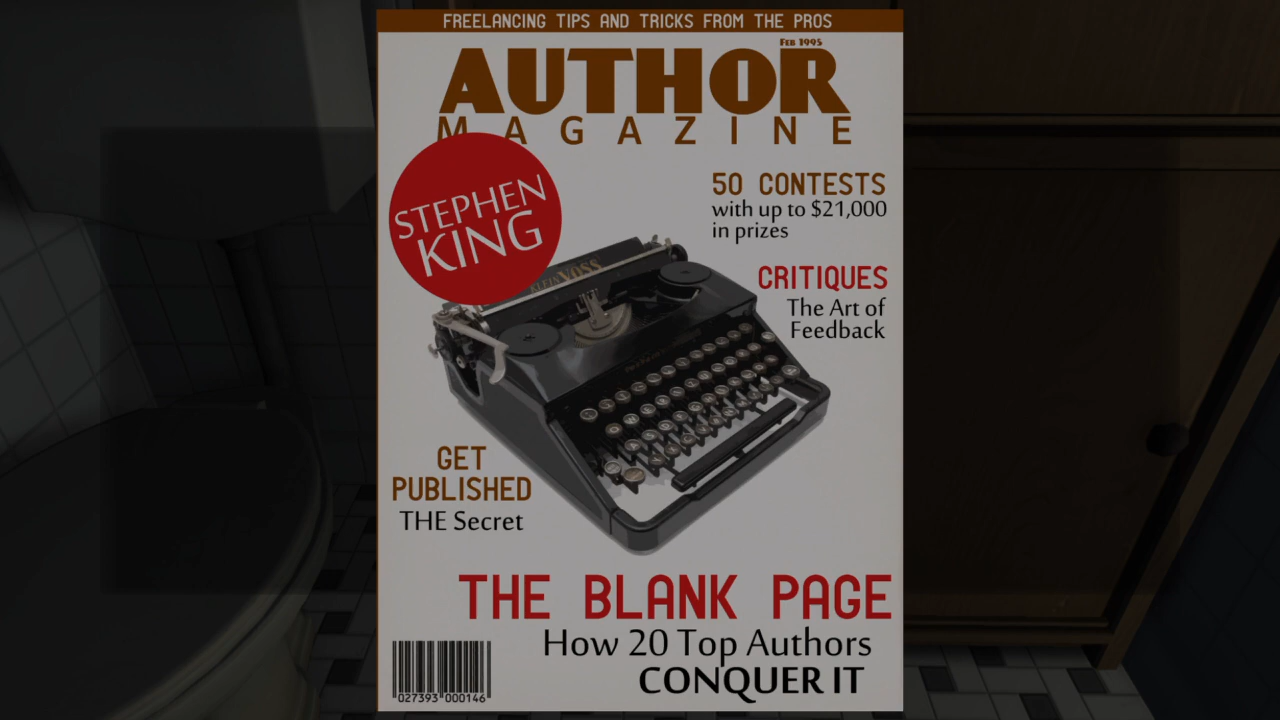 FREELANCING TIPS AND TRICKS FROM THE PROS
FEB 1995
AUTHOR
MAGAZINE
STEPHEN
KING
50 CONTESTS
with up to $21,000
in prizes
CRITIQUES
The Art of
Feedback
KLEIN VOSS
GET
PUBLISHED
THE Secret
THE BLANK PAGE
How 20 Top Authors
CONQUER IT
027393 000146